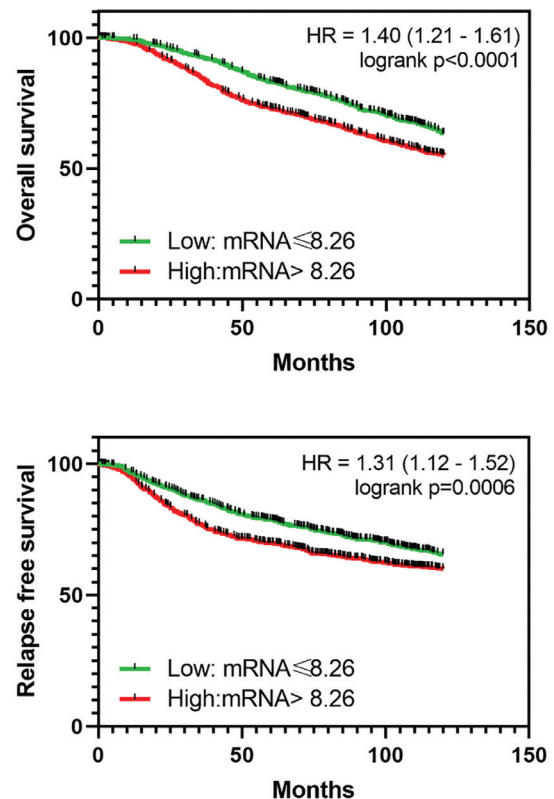 HR = 1.40 (1.21 - 1.61)
logrank p<0.0001
100
50
0
Overall survival
Low: mRNA⩽8.26
High:mRNA> 8.26
0 50 100 150
Months
HR = 1.31 (1.12 - 1.52)
logrank p=0.0006
100
50
0
Relapse free survival
Low: mRNA⩽8.26
High:mRNA> 8.26
0 50 100 150
Months